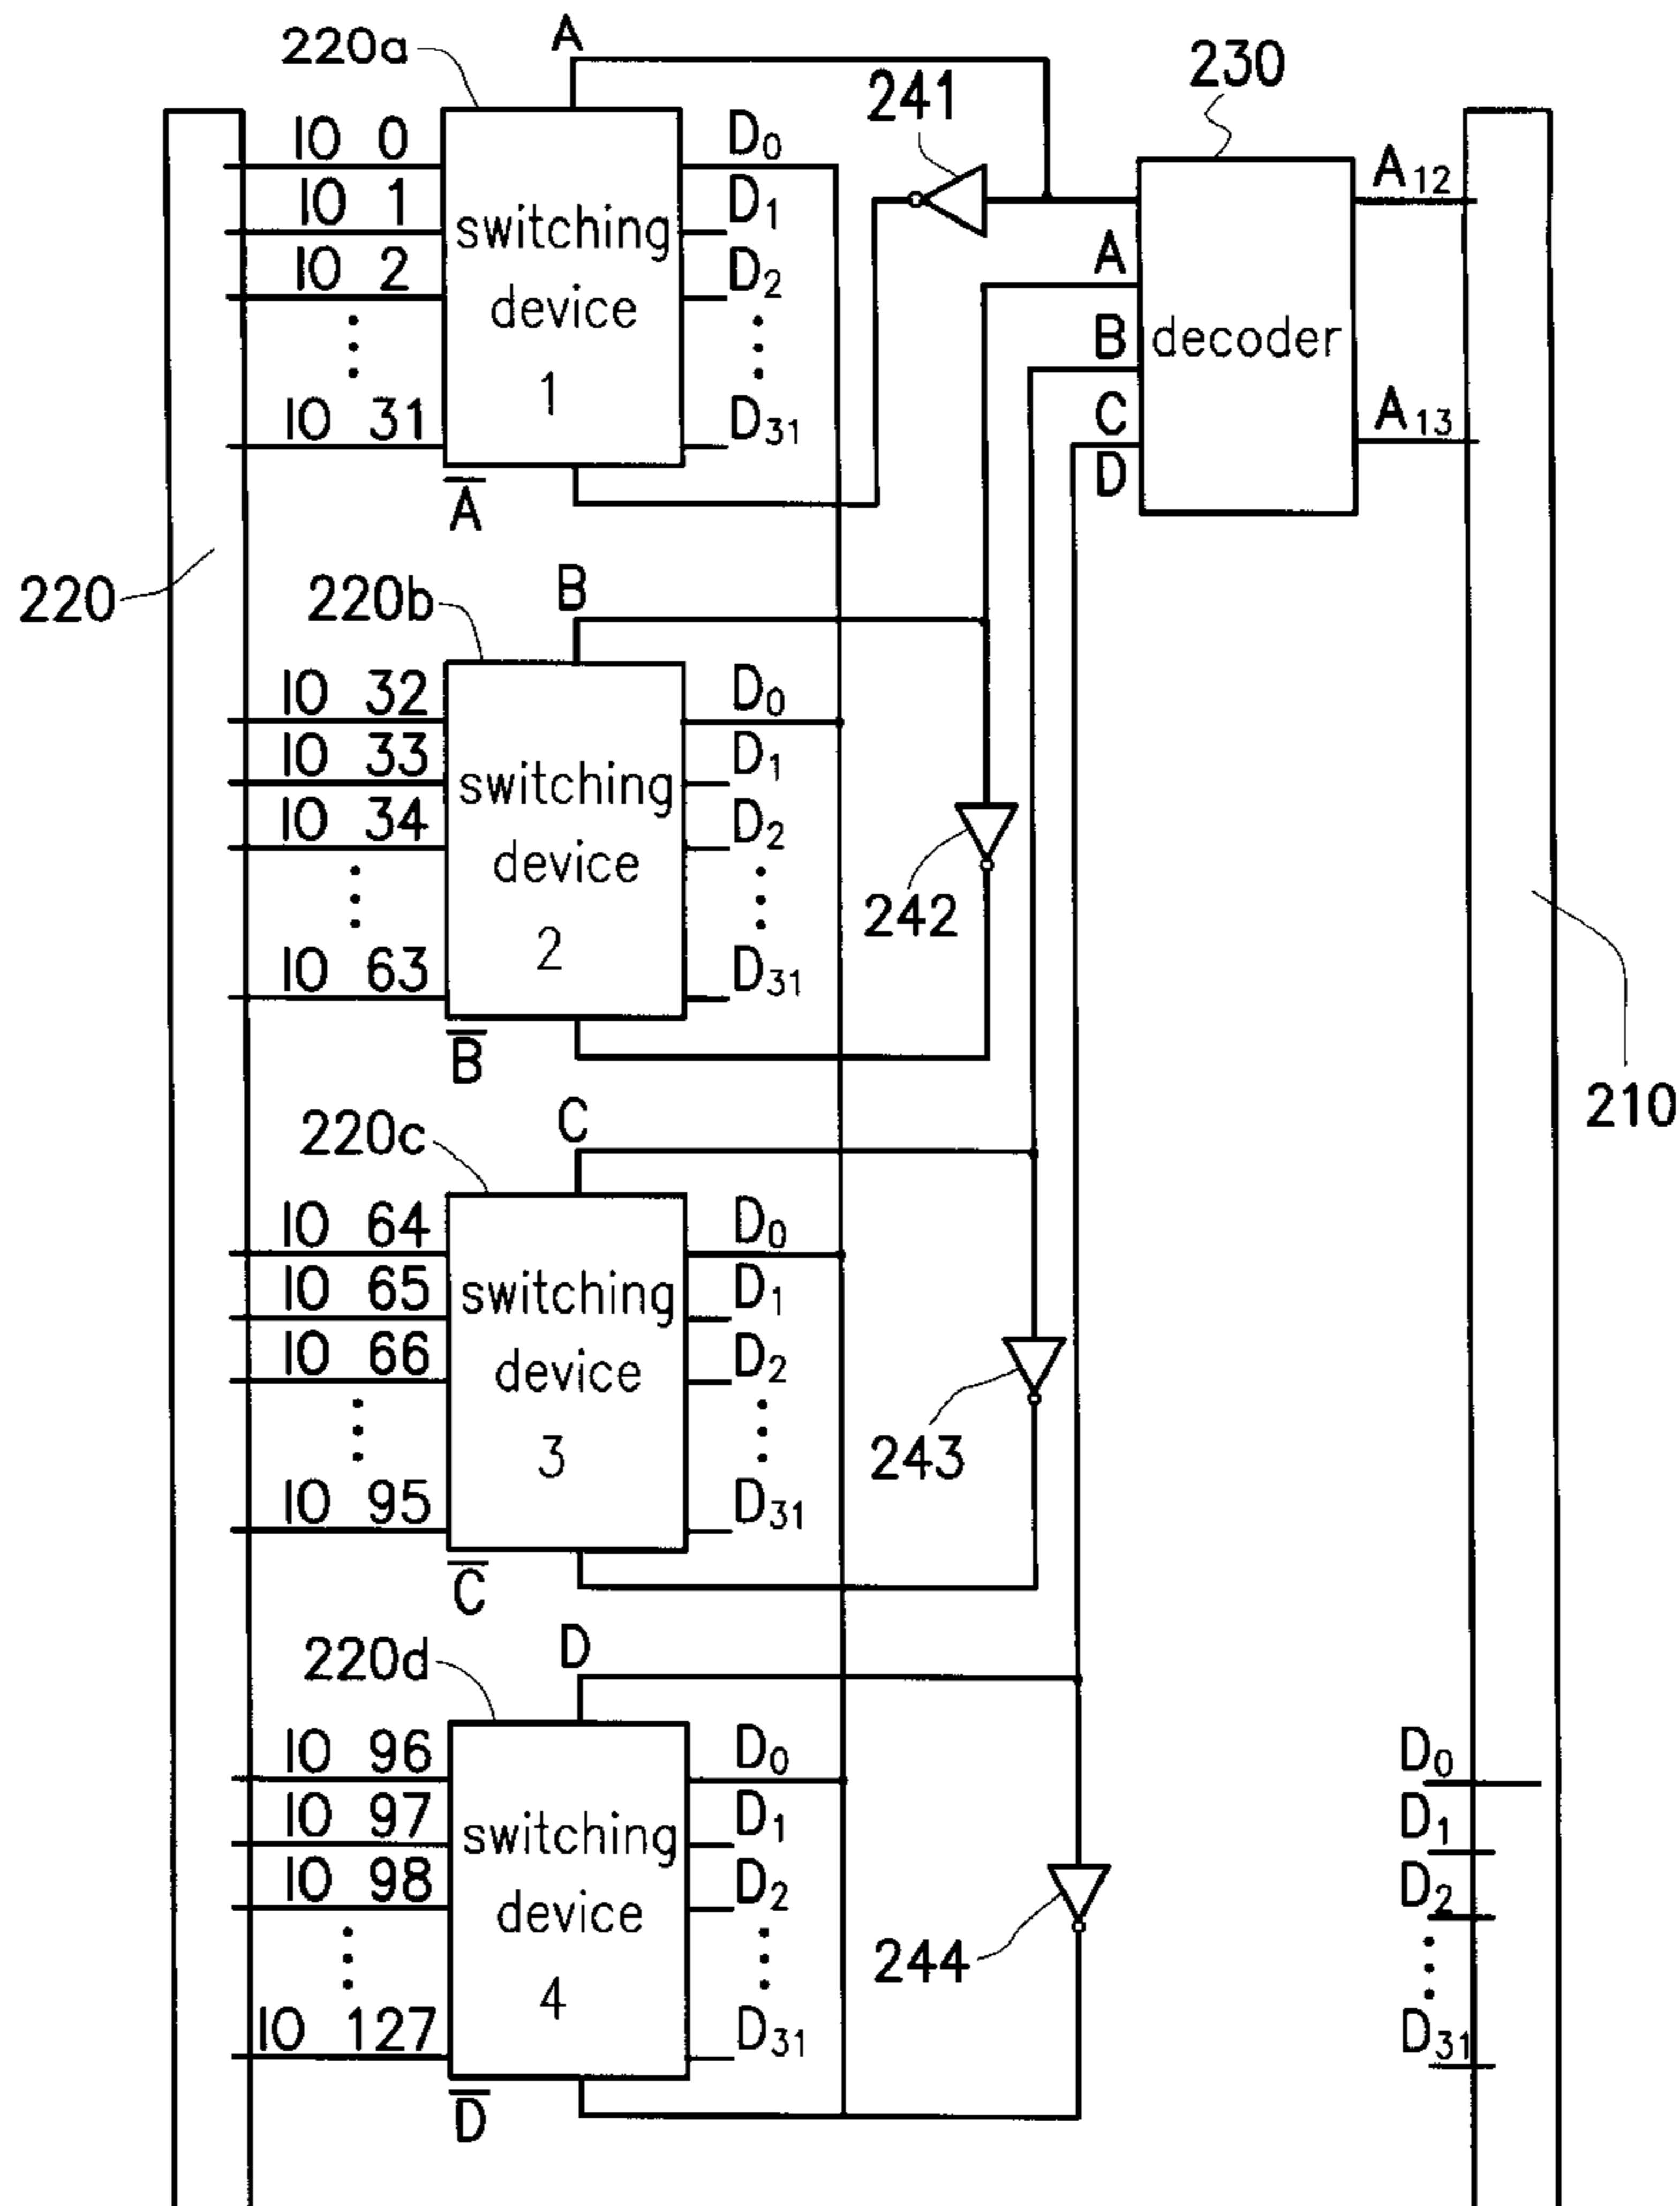 220a
A
241
230
IO 0
D0
IO 1
D1
IO 2
D2
IO 31
D31
switching
device
1
A̅
A12
A
B
decoder
C
A13
D
220
220b
B
IO 32
D0
IO 33
D1
IO 34
D2
IO 63
D31
switching
device
2
B̅
242
210
220c
C
IO 64
D0
IO 65
D1
IO 66
D2
IO 95
D31
switching
device
3
C̅
243
220d
D
IO 96
D0
IO 97
D1
IO 98
D2
IO 127
D31
switching
device
4
D̅
244
D0
D1
D2
D31